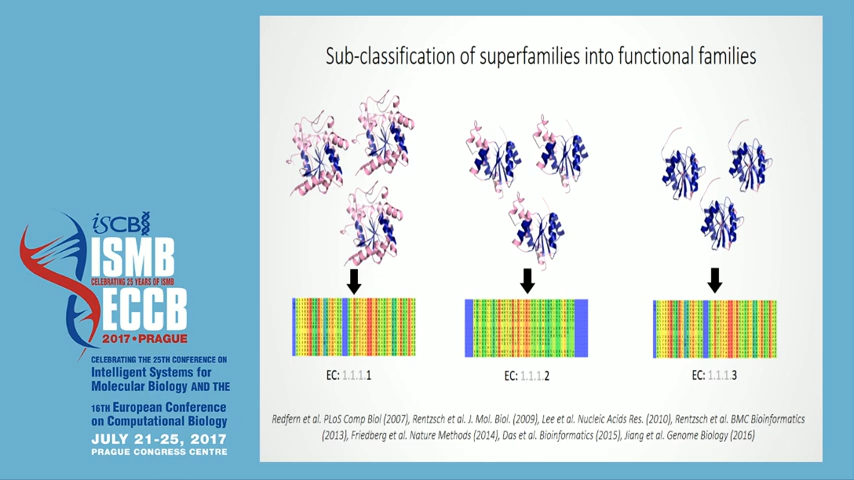 Sub-classification of superfamilies into functional families
EC: 1.1.1.1
EC: 1.1.1.2
EC: 1.1.1.3
Redfern et al. PLoS Comp Biol (2007), Rentzsch et al. J. Mol. Biol. (2009), Lee et al. Nucleic Acids Res. (2010), Rentzsch et al. BMC Bioinformatics
(2013), Friedberg et al. Nature Methods (2014), Das et al. Bioinformatics (2015), Jiang et al. Genome Biology (2016)
iSCB
ISMB
CELEBRATING 25 YEARS OF ISMB
ECCB
2017 • PRAGUE
CELEBRATING THE 25TH CONFERENCE ON
Intelligent Systems for
Molecular Biology AND THE
16TH European Conference
on Computational Biology
JULY 21-25, 2017
PRAGUE CONGRESS CENTRE